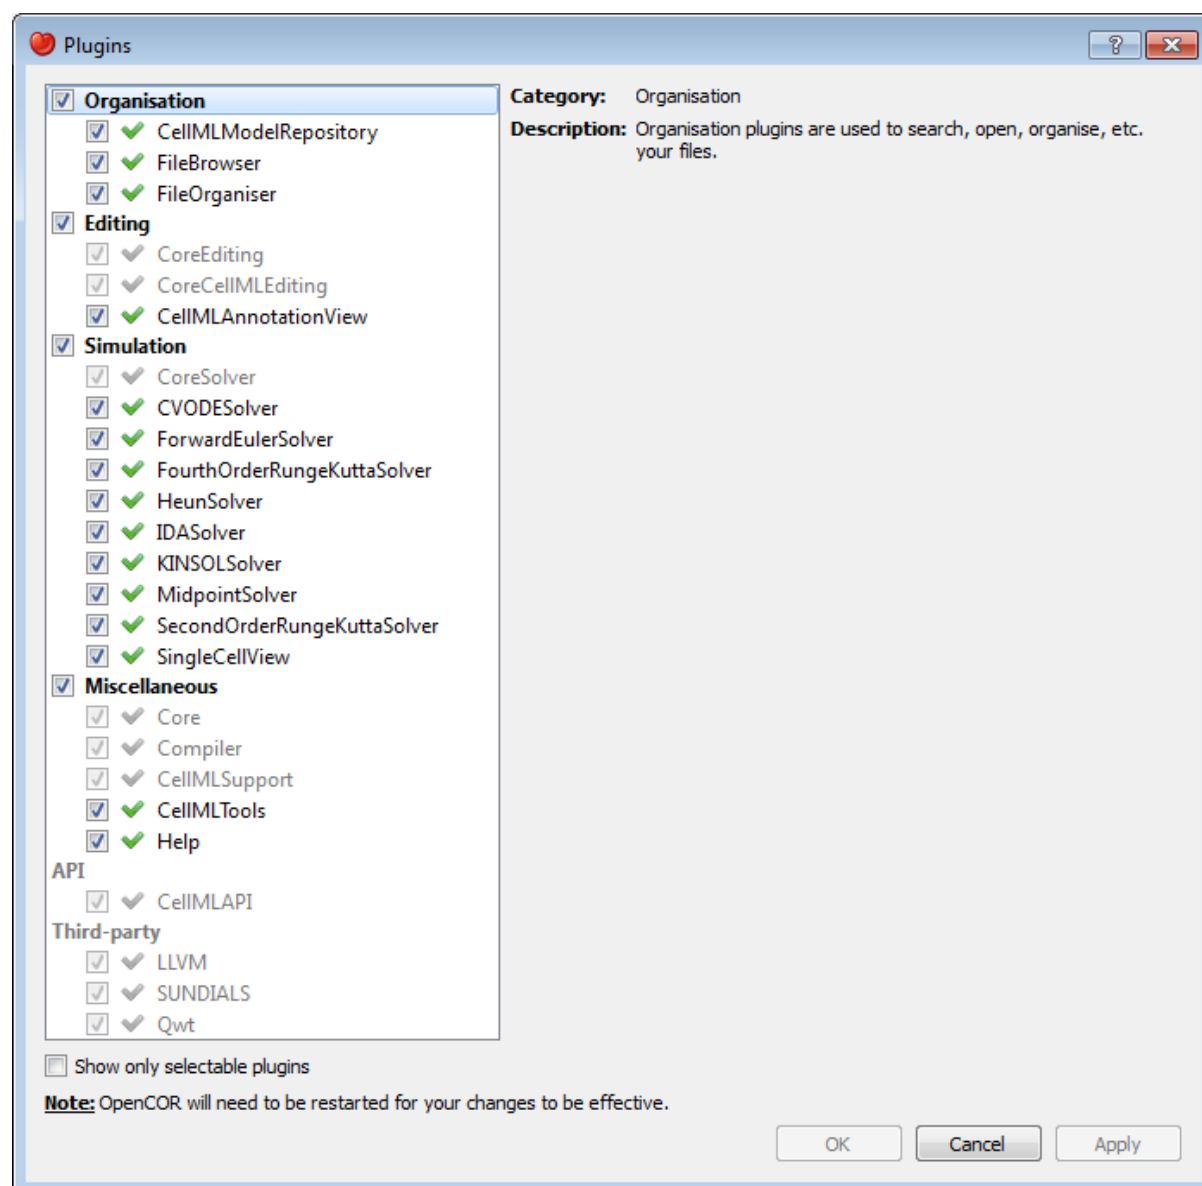 Plugins
Organisation
CellMLModelRepository
FileBrowser
FileOrganiser
Editing
CoreEditing
CoreCellMLEditing
CellMLAnnotationView
Simulation
CoreSolver
CVODESolver
ForwardEulerSolver
FourthOrderRungeKuttaSolver
HeunSolver
IDASolver
KINSOLSolver
MidpointSolver
SecondOrderRungeKuttaSolver
SingleCellView
Miscellaneous
Core
Compiler
CellMLSupport
CellMLTools
Help
API
CellMLAPI
Third-party
LLVM
SUNDIALS
Qwt
Category: Organisation
Description: Organisation plugins are used to search, open, organise, etc.
your files.
Show only selectable plugins
Note: OpenCOR will need to be restarted for your changes to be effective.
OK Cancel Apply